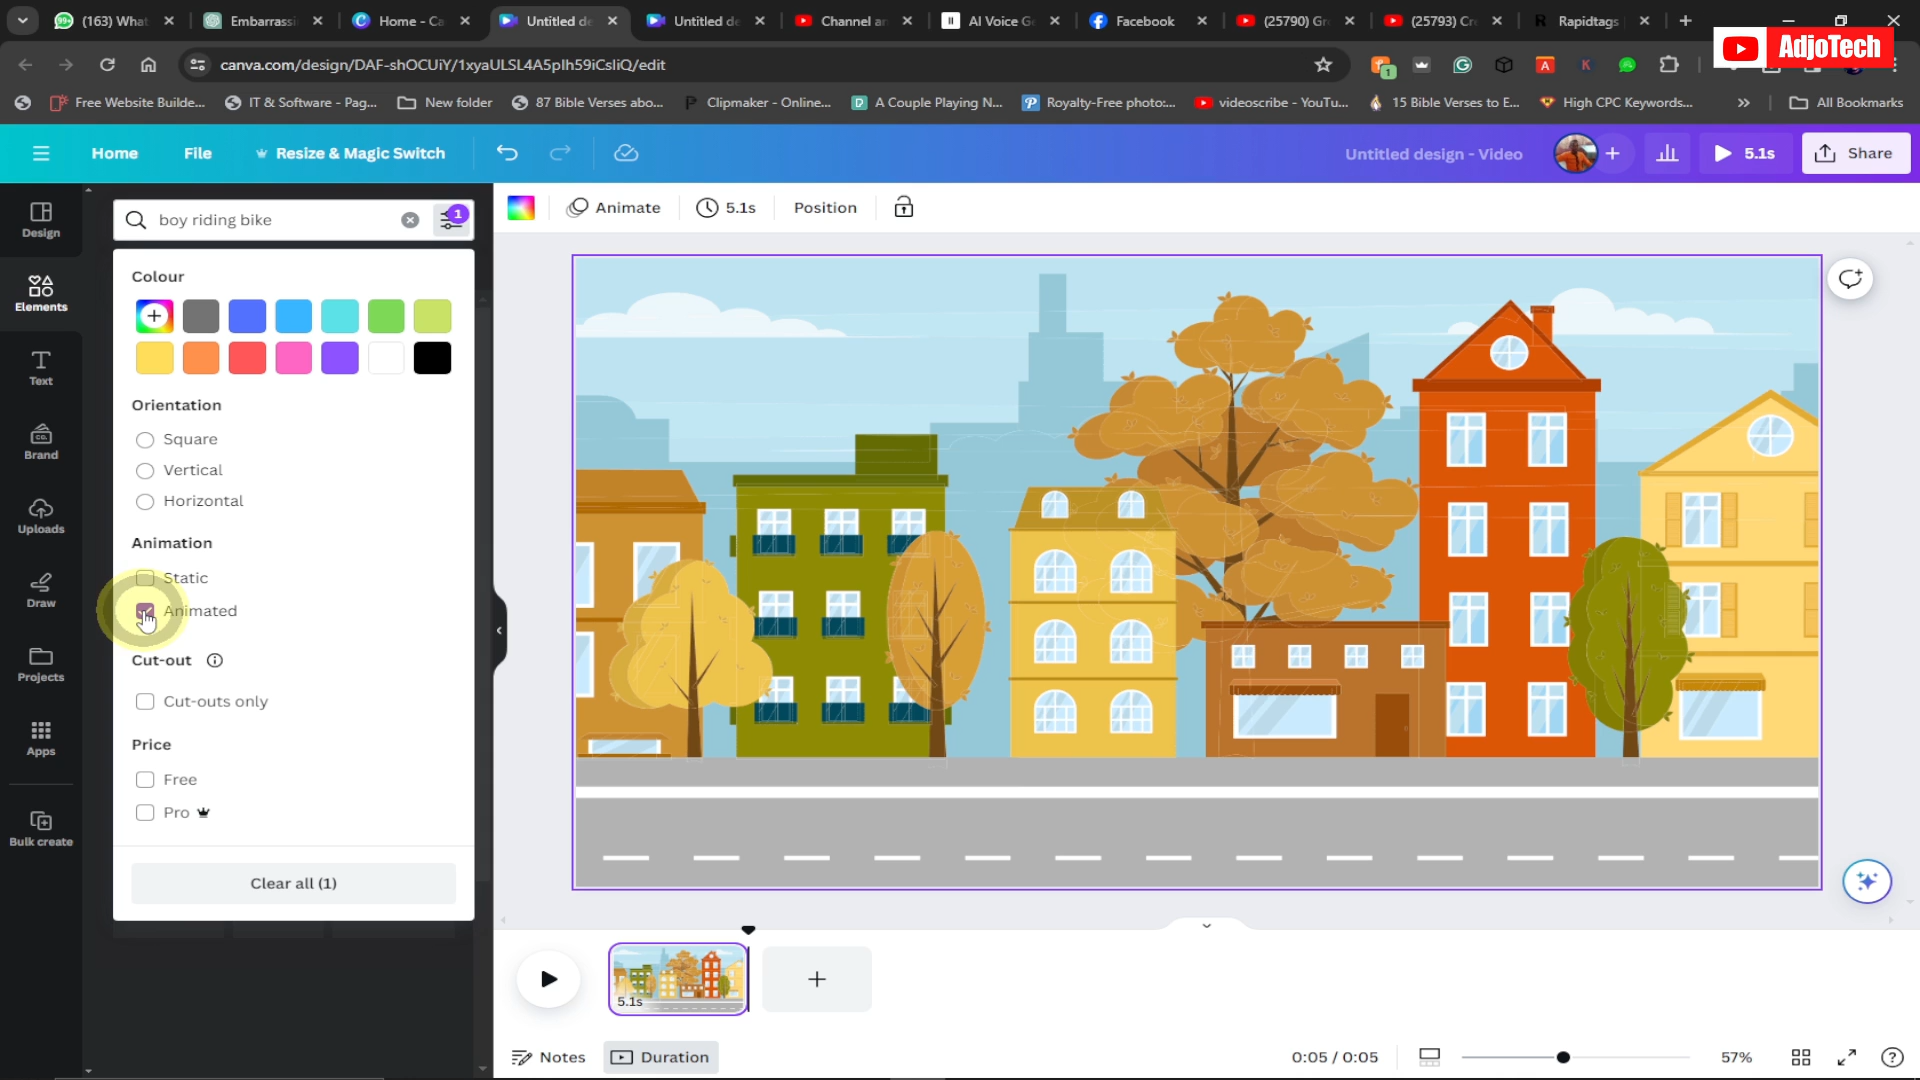 (163) What
Embarrassi
Home - Ca
Untitled de
Untitled de
Channel an
AI Voice Ge
Facebook
(25790) Gr
(25793) Cr
Rapidtags
AdjoTech
canva.com/design/DAF-shOCUiY/1xyaULSL4A5pIh59iCsliQ/edit
Free Website Builde...
IT & Software - Pag...
New folder
87 Bible Verses abo...
Clipmaker - Online...
A Couple Playing N...
Royalty-Free photo:...
videoscribe - YouTu...
15 Bible Verses to E...
High CPC Keywords...
All Bookmarks
Home
File
Resize & Magic Switch
Untitled design - Video
5.1s
Share
Design
Elements
Text
Brand
Uploads
Draw
Projects
Apps
Bulk create
boy riding bike
1
Colour
Orientation
Square
Vertical
Horizontal
Animation
Static
Animated
Cut-out
Cut-outs only
Price
Free
Pro
Clear all (1)
Animate
5.1s
Position
5.1s
Notes
Duration
0:05 / 0:05
57%